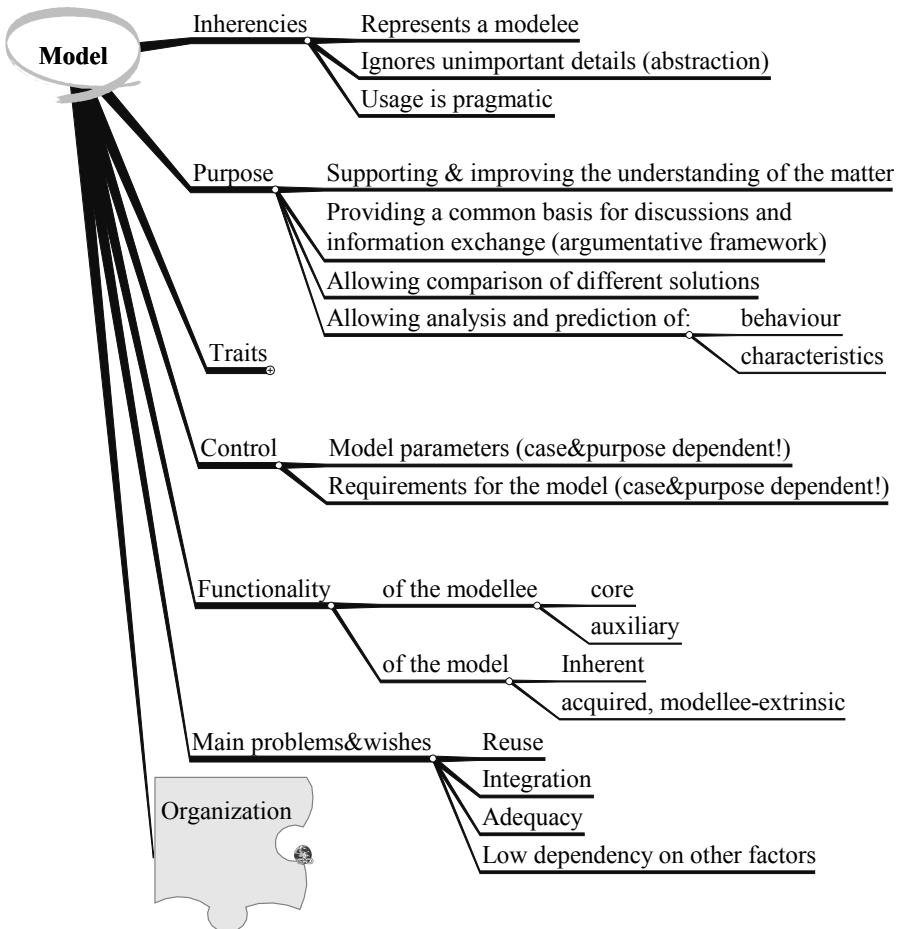 Model
Inherencies
Represents a modelee
Ignores unimportant details (abstraction)
Usage is pragmatic
Purpose
Supporting & improving the understanding of the matter
Providing a common basis for discussions and
information exchange (argumentative framework)
Allowing comparison of different solutions
Allowing analysis and prediction of:
behaviour
characteristics
Traits
Control
Model parameters (case&purpose dependent!)
Requirements for the model (case&purpose dependent!)
Functionality
of the modellee
core
auxiliary
of the model
Inherent
acquired, modellee-extrinsic
Main problems&wishes
Reuse
Integration
Adequacy
Low dependency on other factors
Organization